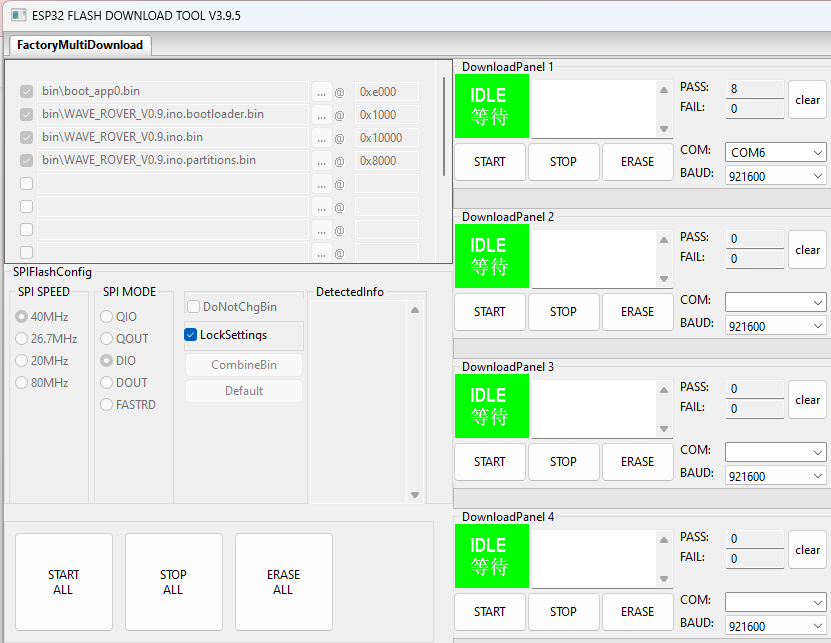 ESP32 FLASH DOWNLOAD TOOL V3.9.5
FactoryMultiDownload
bin\boot_app0.bin ... @ 0xe000
bin\WAVE_ROVER_V0.9.ino.bootloader.bin ... @ 0x1000
bin\WAVE_ROVER_V0.9.ino.bin ... @ 0x10000
bin\WAVE_ROVER_V0.9.ino.partitions.bin ... @ 0x8000
... @
... @
... @
... @
SPIFlashConfig
SPI SPEED
40MHz
26.7MHz
20MHz
80MHz
SPI MODE
QIO
QOUT
DIO
DOUT
FASTRD
DoNotChgBin
LockSettings
CombineBin
Default
DetectedInfo
START
ALL
STOP
ALL
ERASE
ALL
DownloadPanel 1
IDLE
等待
START STOP ERASE
PASS: 8
FAIL: 0
clear
COM: COM6
BAUD: 921600
DownloadPanel 2
IDLE
等待
START STOP ERASE
PASS: 0
FAIL: 0
clear
COM:
BAUD: 921600
DownloadPanel 3
IDLE
等待
START STOP ERASE
PASS: 0
FAIL: 0
clear
COM:
BAUD: 921600
DownloadPanel 4
IDLE
等待
START STOP ERASE
PASS: 0
FAIL: 0
clear
COM:
BAUD: 921600